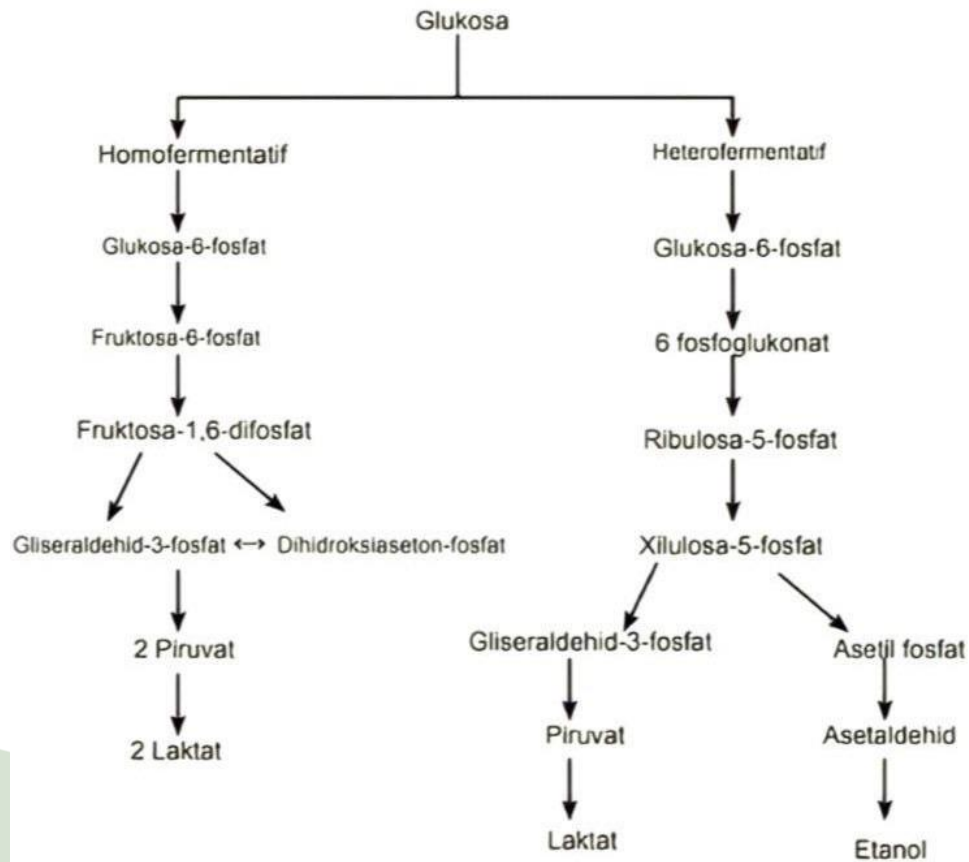 Glukosa
Homofermentatif
Heterofermentatif
Glukosa-6-fosfat
Glukosa-6-fosfat
Fruktosa-6-fosfat
6 fosfoglukonat
Fruktosa-1,6-difosfat
Ribulosa-5-fosfat
Gliseraldehid-3-fosfat ↔ Dihidroksiaseton-fosfat
Xilulosa-5-fosfat
2 Piruvat
Gliseraldehid-3-fosfat
Asetil fosfat
2 Laktat
Piruvat
Asetaldehid
Laktat
Etanol